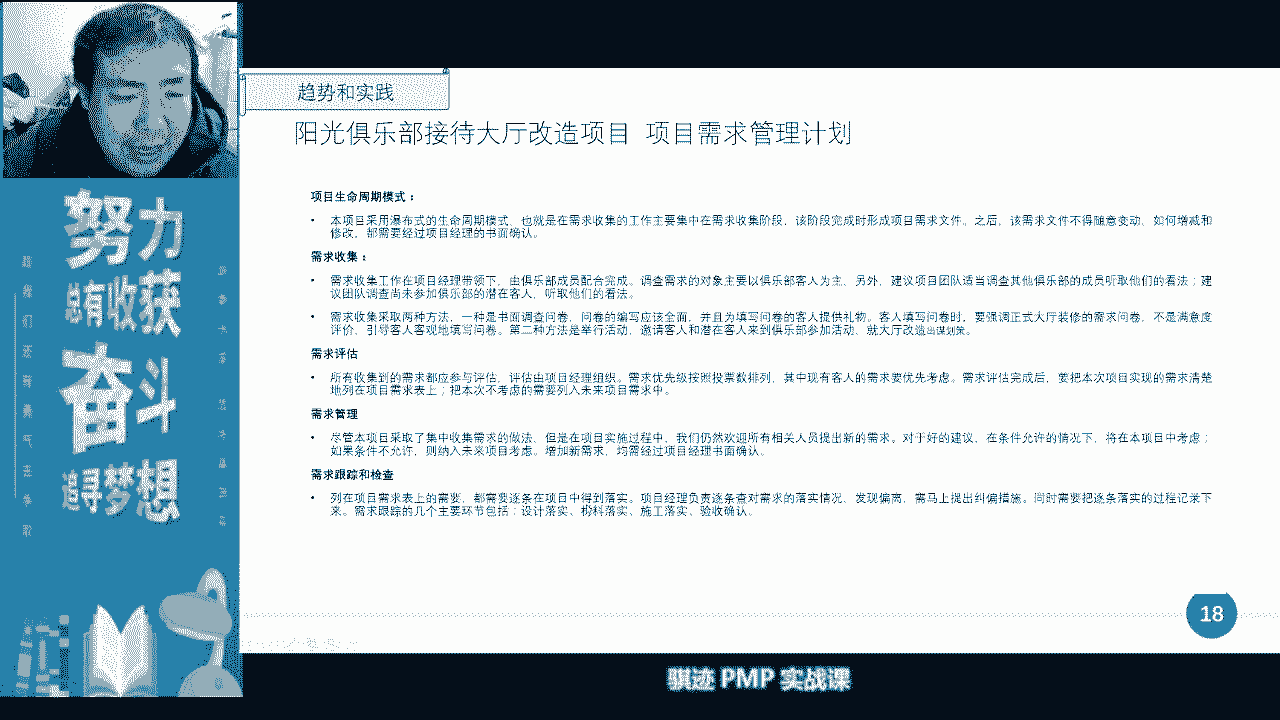 趋势和实践
阳光俱乐部接待大厅改造项目 项目需求管理计划
项目生命周期模式：
• 本项目采用瀑布式的生命周期模式，也就是在需求收集的工作主要集中在需求收集阶段，该阶段完成时形成项目需求文件。之后，该需求文件不得随意变动，如何增减和
修改，都需要经过项目经理的书面确认。
需求收集：
• 需求收集工作在项目经理带领下，由俱乐部成员配合完成。调查需求的对象主要以俱乐部客人为主，另外，建议项目团队适当调查其他俱乐部的成员听取他们的看法；建
议团队调查尚未参加俱乐部的潜在客人，听取他们的看法。
• 需求收集采取两种方法，一种是书面调查问卷，问卷的编写应该全面，并且为填写问卷的客人提供礼物。客人填写问卷时，要强调正式大厅装修的需求问卷，不是满意度
评价，引导客人客观地填写问卷。第二种方法是举行活动，邀请客人和潜在客人来到俱乐部参加活动，就大厅改造出谋划策。
需求评估
• 所有收集到的需求都应参与评估，评估由项目经理组织。需求优先级按照投票数排列，其中现有客人的需求要优先考虑。需求评估完成后，要把本次项目实现的需求清楚
地列在项目需求表上；把本次不考虑的需要列入未来项目需求中。
需求管理
• 尽管本项目采取了集中收集需求的做法，但是在项目实施过程中，我们仍然欢迎所有相关人员提出新的需求。对于好的建议，在条件允许的情况下，将在本项目中考虑；
如果条件不允许，则纳入未来项目考虑。增加新需求，均需经过项目经理书面确认。
需求跟踪和检查
• 列在项目需求表上的需要，都需要逐条在项目中得到落实。项目经理负责逐条查对需求的落实情况，发现偏离，需马上提出纠偏措施。同时需要把逐条落实的过程记录下
来。需求跟踪的几个主要环节包括：设计落实、物料落实、施工落实、验收确认。
18
努力
总有收获
奋斗
追寻梦想
骐迹 PMP 实战课